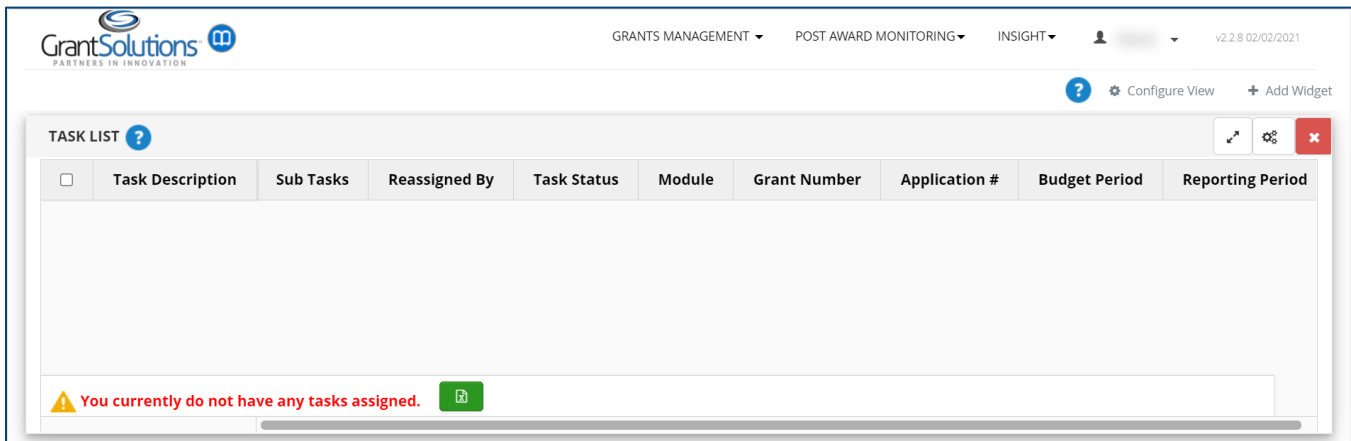 GrantSolutions
PARTNERS IN INNOVATION
GRANTS MANAGEMENT
POST AWARD MONITORING
INSIGHT
v2.2.8 02/02/2021
?
Configure View
+ Add Widget
TASK LIST ?
Task Description
Sub Tasks
Reassigned By
Task Status
Module
Grant Number
Application #
Budget Period
Reporting Period
You currently do not have any tasks assigned.